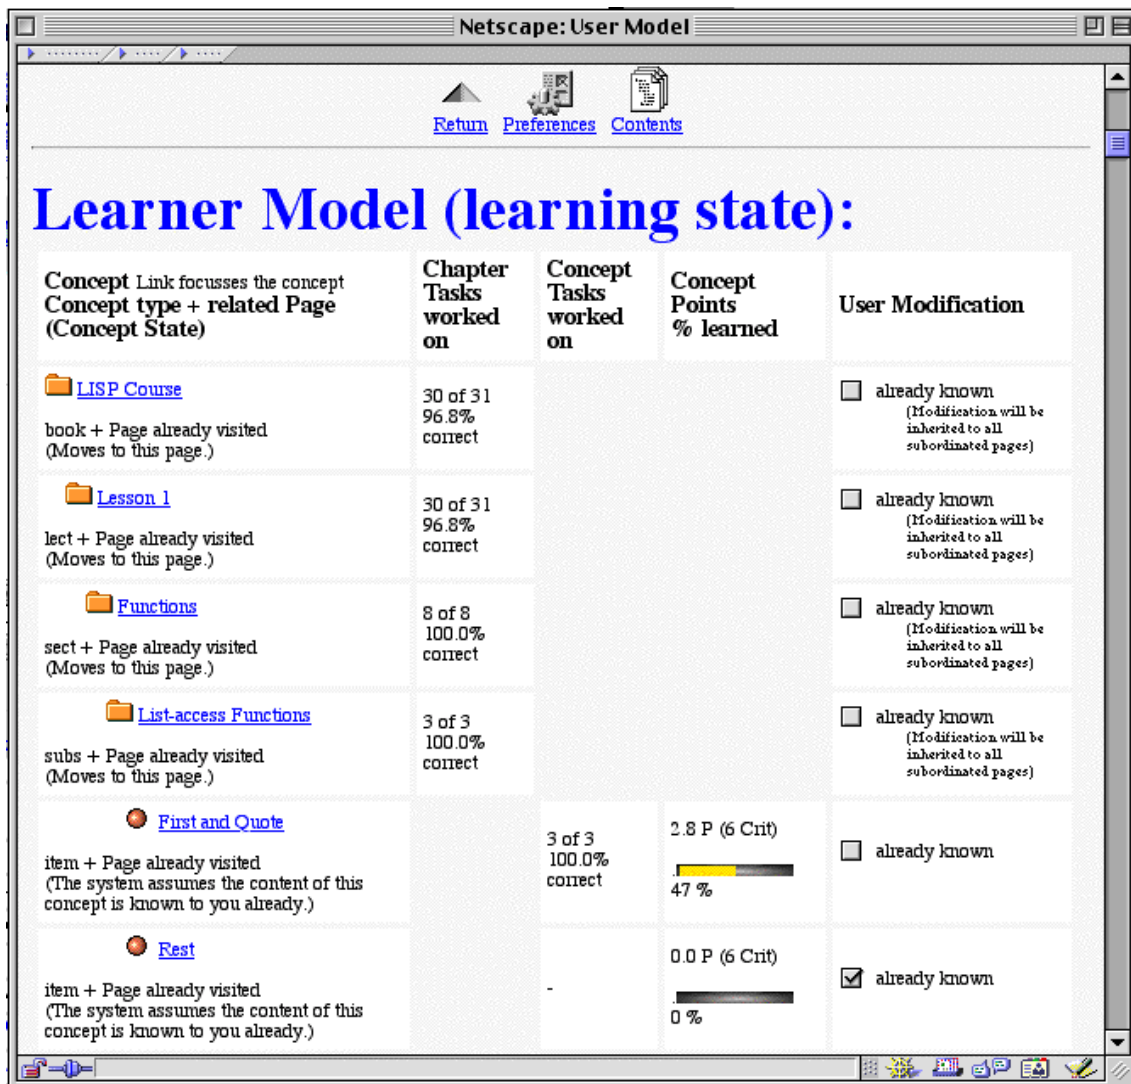 Netscape: User Model
Return Preferences Contents
Learner Model (learning state):
Concept Link focusses the concept
Concept type + related Page
(Concept State)
Chapter
Tasks
worked
on
Concept
Tasks
worked
on
Concept
Points
% learned
User Modification
LISP Course
book + Page already visited
(Moves to this page.)
30 of 31
96.8%
correct
already known
(Modification will be
inherited to all
subordinated pages)
Lesson 1
lect + Page already visited
(Moves to this page.)
30 of 31
96.8%
correct
already known
(Modification will be
inherited to all
subordinated pages)
Functions
sect + Page already visited
(Moves to this page.)
8 of 8
100.0%
correct
already known
(Modification will be
inherited to all
subordinated pages)
List-access Functions
subs + Page already visited
(Moves to this page.)
3 of 3
100.0%
correct
already known
(Modification will be
inherited to all
subordinated pages)
First and Quote
item + Page already visited
(The system assumes the content of this
concept is known to you already.)
3 of 3
100.0%
correct
2.8 P (6 Crit)
47 %
already known
Rest
item + Page already visited
(The system assumes the content of this
concept is known to you already.)
-
0.0 P (6 Crit)
0 %
already known